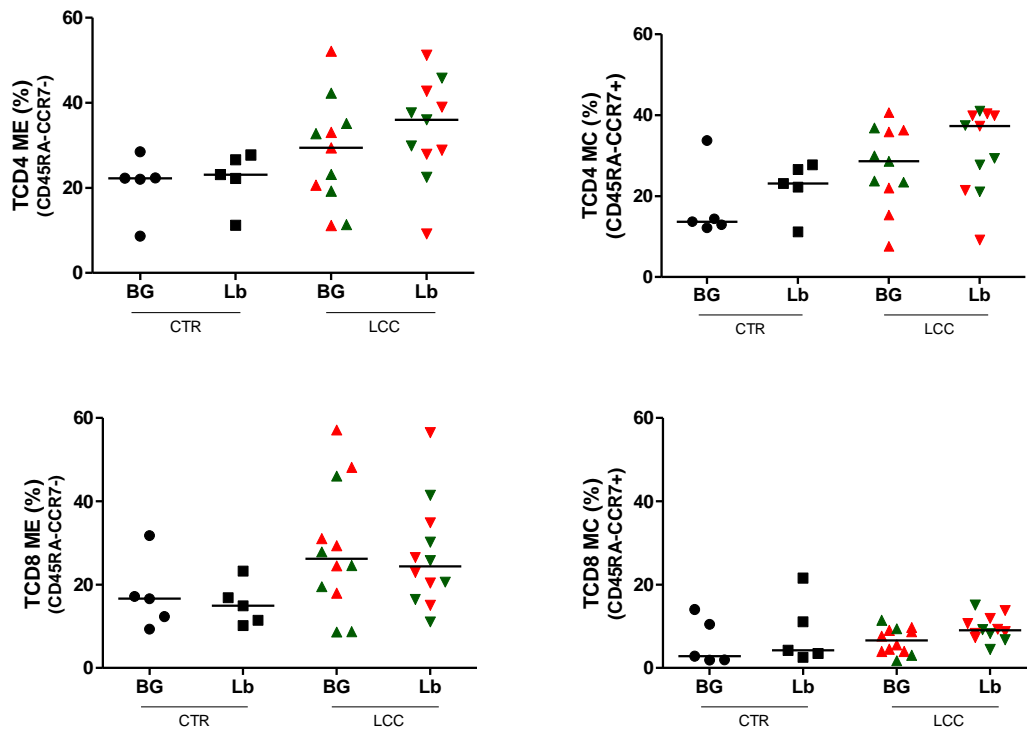 TCD4 ME (%)
(CD45RA-CCR7-)
60
40
20
0
BG
Lb
BG
Lb
CTR
LCC
TCD4 MC (%)
(CD45RA-CCR7+)
60
40
20
0
BG
Lb
BG
Lb
CTR
LCC
TCD8 ME (%)
(CD45RA-CCR7-)
60
40
20
0
BG
Lb
BG
Lb
CTR
LCC
TCD8 MC (%)
(CD45RA-CCR7+)
60
40
20
0
BG
Lb
BG
Lb
CTR
LCC